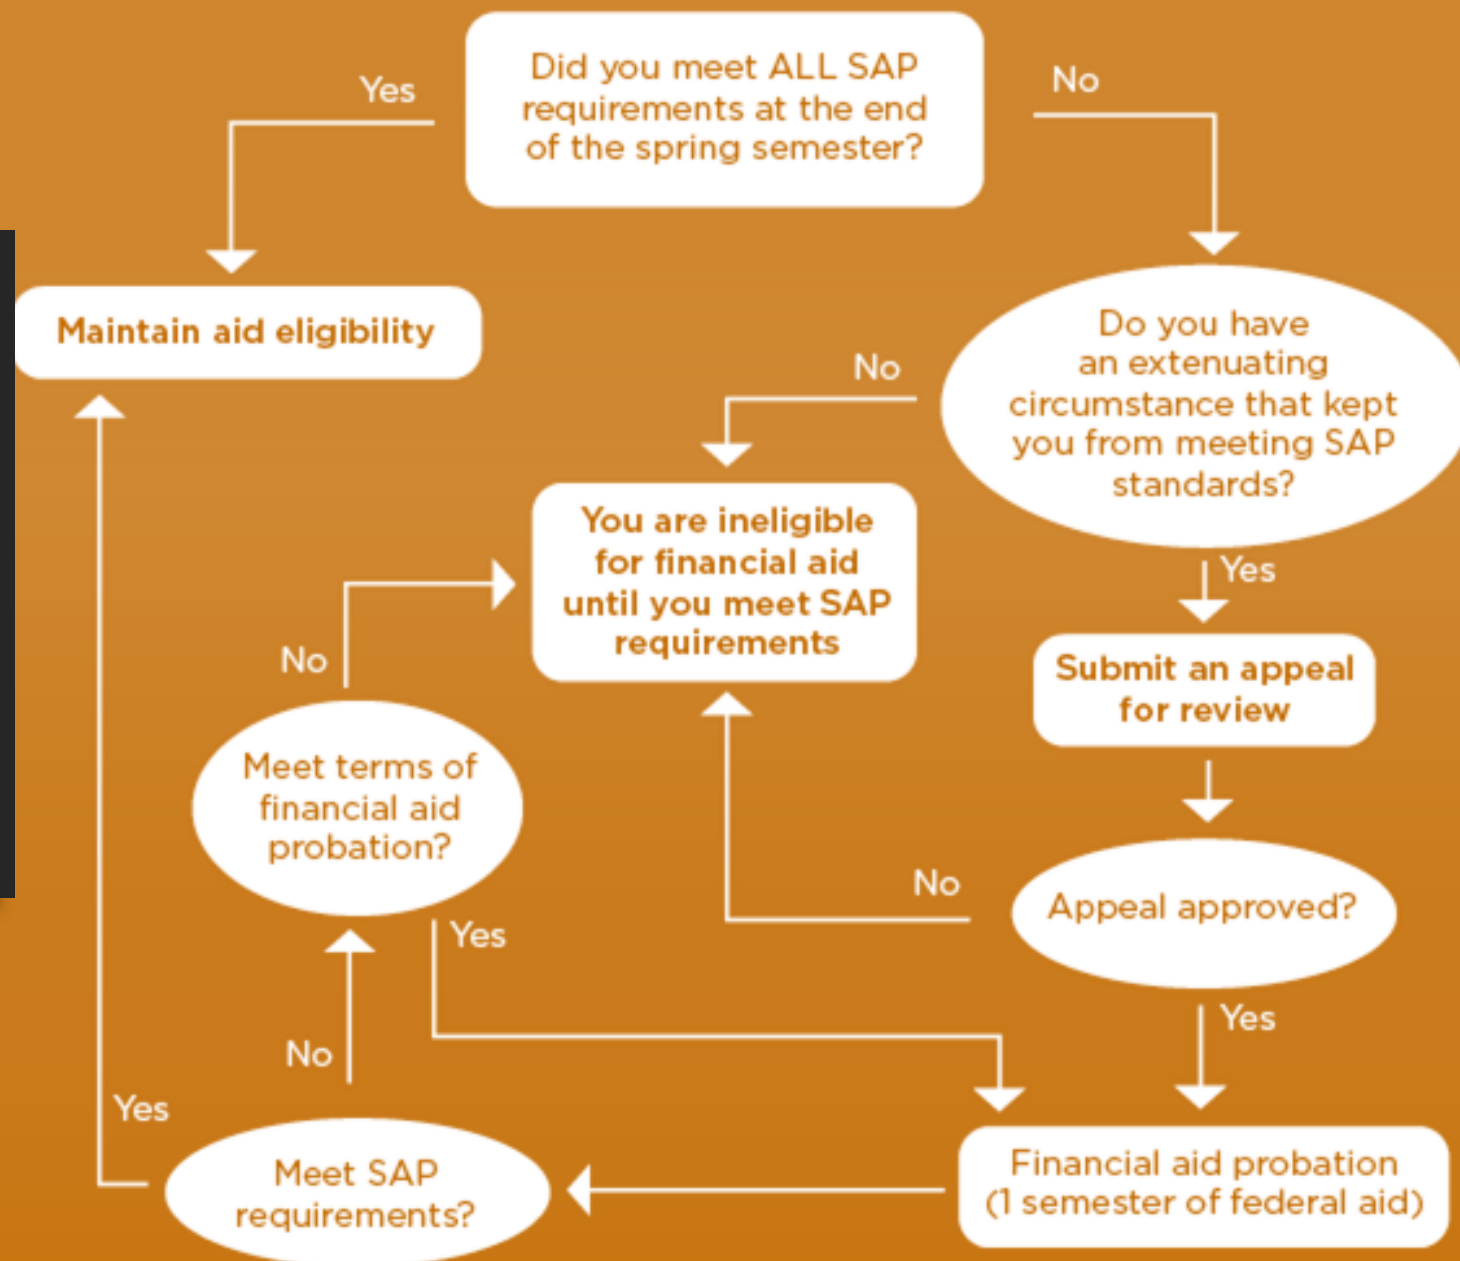 Did you meet ALL SAP
requirements at the end
of the spring semester?
Yes
No
Maintain aid eligibility
Do you have
an extenuating
circumstance that kept
you from meeting SAP
standards?
No
You are ineligible
for financial aid
until you meet SAP
requirements
Yes
Submit an appeal
for review
No
Meet terms of
financial aid
probation?
No
Appeal approved?
Yes
Yes
No
Yes
Financial aid probation
(1 semester of federal aid)
Meet SAP
requirements?